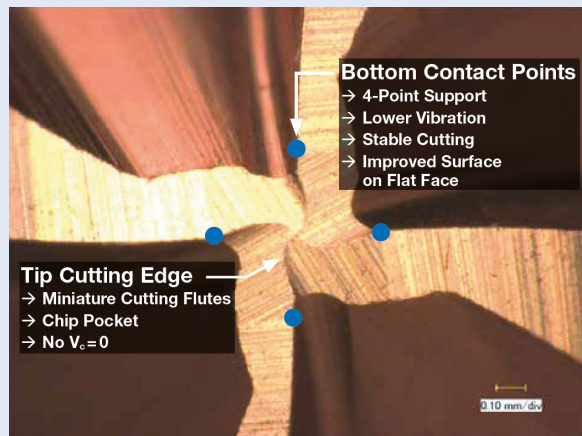 Bottom Contact Points
→ 4-Point Support
→ Lower Vibration
→ Stable Cutting
→ Improved Surface
on Flat Face
Tip Cutting Edge
→ Miniature Cutting Flutes
→ Chip Pocket
→ No Vc=0
0.10 mm/div